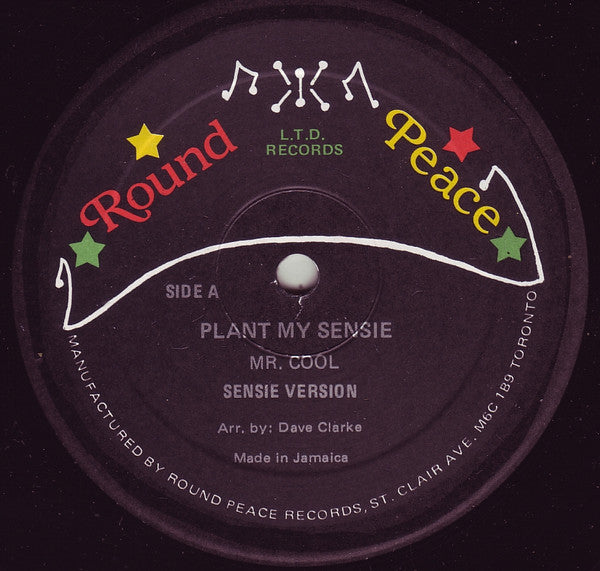 Round Peace
L.T.D.
RECORDS
SIDE A
PLANT MY SENSIE
MR. COOL
SENSIE VERSION
Arr. by: Dave Clarke
Made in Jamaica
MANUFACTURED BY ROUND PEACE RECORDS, ST. CLAIR AVE. M6C 1B9 TORONTO